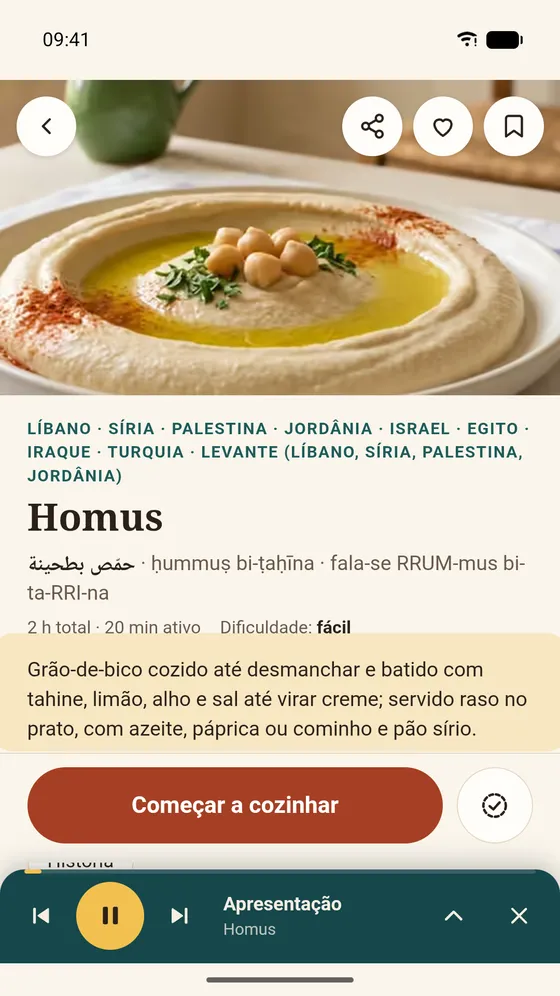 09:41
LÍBANO · SÍRIA · PALESTINA · JORDÂNIA · ISRAEL · EGITO ·
IRAQUE · TURQUIA · LEVANTE (LÍBANO, SÍRIA, PALESTINA,
JORDÂNIA)
Homus
حمّص بطحينة · ḥummuṣ bi-ṭaḥīna · fala-se RRUM-mus bi-
ta-RRI-na
2 h total · 20 min ativo Dificuldade: fácil
Grão-de-bico cozido até desmanchar e batido com
tahine, limão, alho e sal até virar creme; servido raso no
prato, com azeite, páprica ou cominho e pão sírio.
Começar a cozinhar
História
Apresentação
Homus